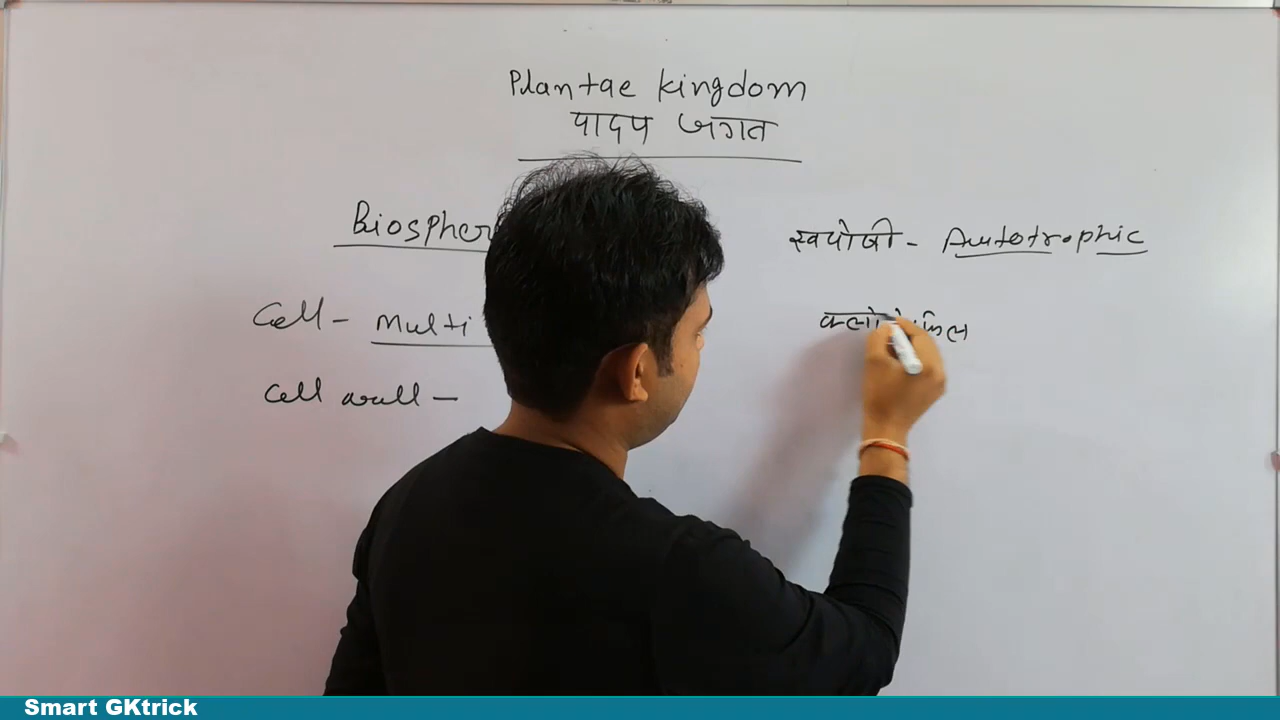 Plantae kingdom
पादप जगत
Biospher
स्वपोषी - Autotrophic
Cell - Multi
Cell wall -
Smart GKtrick